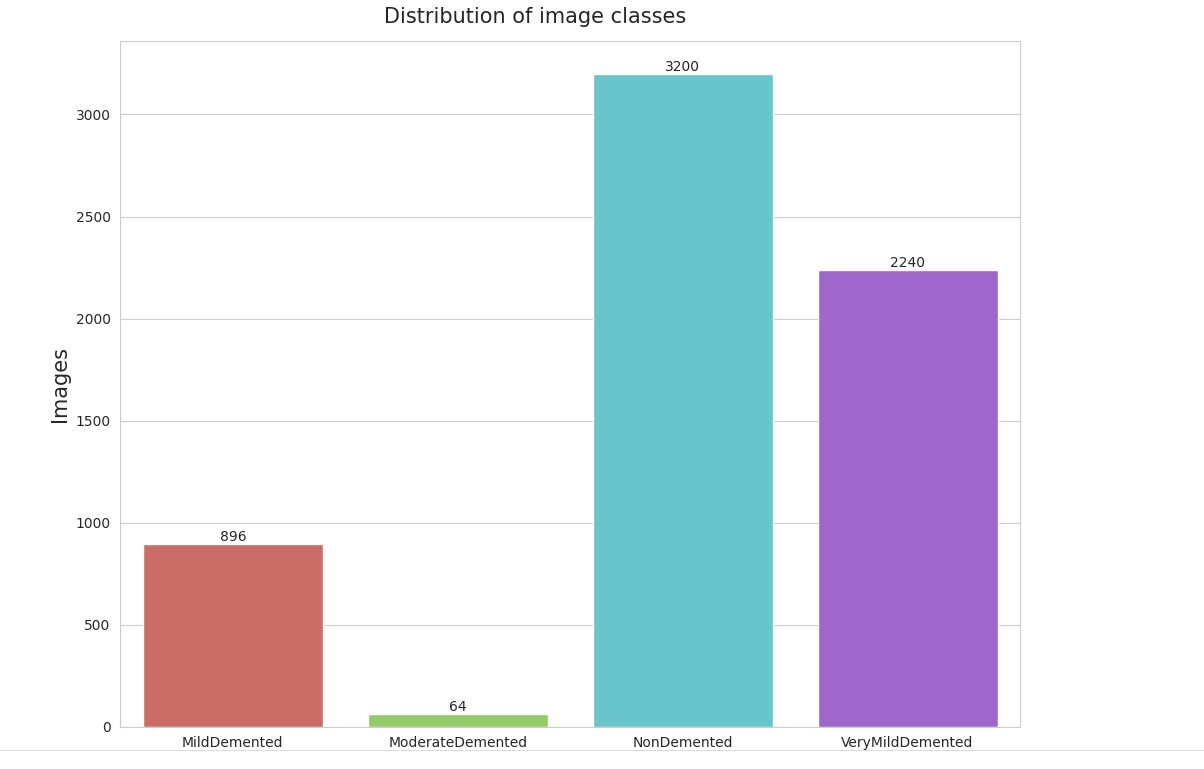 Distribution of image classes
Images
3000
2500
2000
1500
1000
500
0
896
64
3200
2240
MildDemented
ModerateDemented
NonDemented
VeryMildDemented